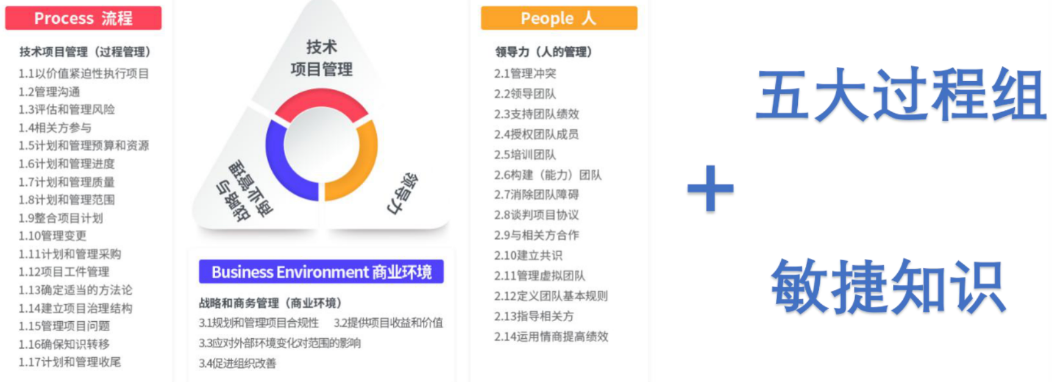 Process 流程
技术项目管理（过程管理）
1.1以价值紧迫性执行项目
1.2管理沟通
1.3评估和管理风险
1.4相关方参与
1.5计划和管理预算和资源
1.6计划和管理进度
1.7计划和管理质量
1.8计划和管理范围
1.9整合项目计划
1.10管理变更
1.11计划和管理采购
1.12项目工件管理
1.13确定适当的方法论
1.14建立项目治理结构
1.15管理项目问题
1.16确保知识转移
1.17计划和管理收尾
技术
项目管理
战略与
商业管理
领导力
Business Environment 商业环境
战略和商务管理（商业环境）
3.1规划和管理项目合规性 3.2提供项目收益和价值
3.3应对外部环境变化对范围的影响
3.4促进组织改善
People 人
领导力（人的管理）
2.1管理冲突
2.2领导团队
2.3支持团队绩效
2.4授权团队成员
2.5培训团队
2.6构建（能力）团队
2.7消除团队障碍
2.8谈判项目协议
2.9与相关方合作
2.10建立共识
2.11管理虚拟团队
2.12定义团队基本规则
2.13指导相关方
2.14运用情商提高绩效
五大过程组
+
敏捷知识